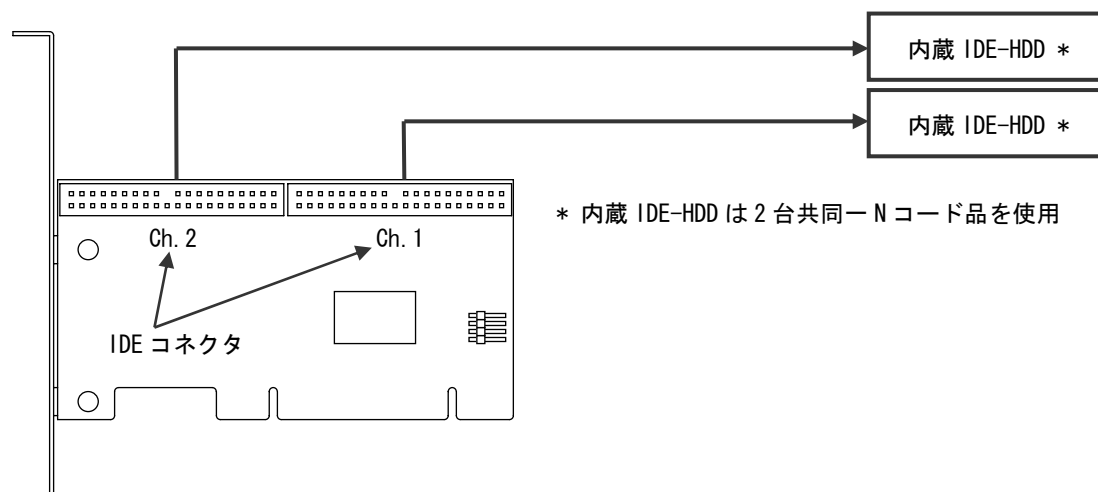 内蔵 IDE-HDD *
内蔵 IDE-HDD *
* 内蔵 IDE-HDD は 2 台共同一 N コード品を使用
Ch. 2
Ch. 1
IDE コネクタ